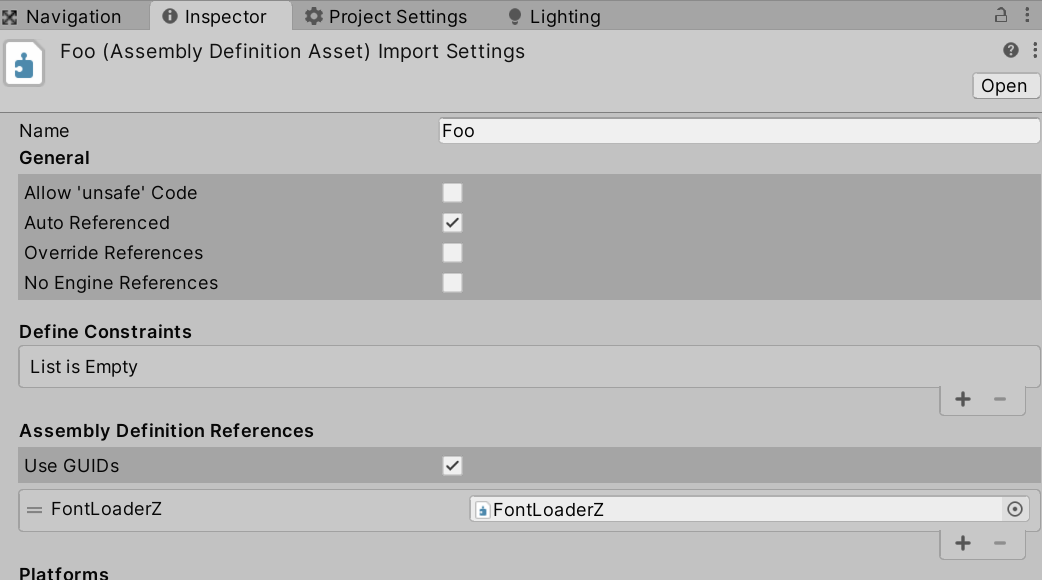 Navigation Inspector Project Settings Lighting
Foo (Assembly Definition Asset) Import Settings
Open
Name Foo
General
Allow 'unsafe' Code
Auto Referenced
Override References
No Engine References
Define Constraints
List is Empty
Assembly Definition References
Use GUIDs
FontLoaderZ FontLoaderZ
Platforms